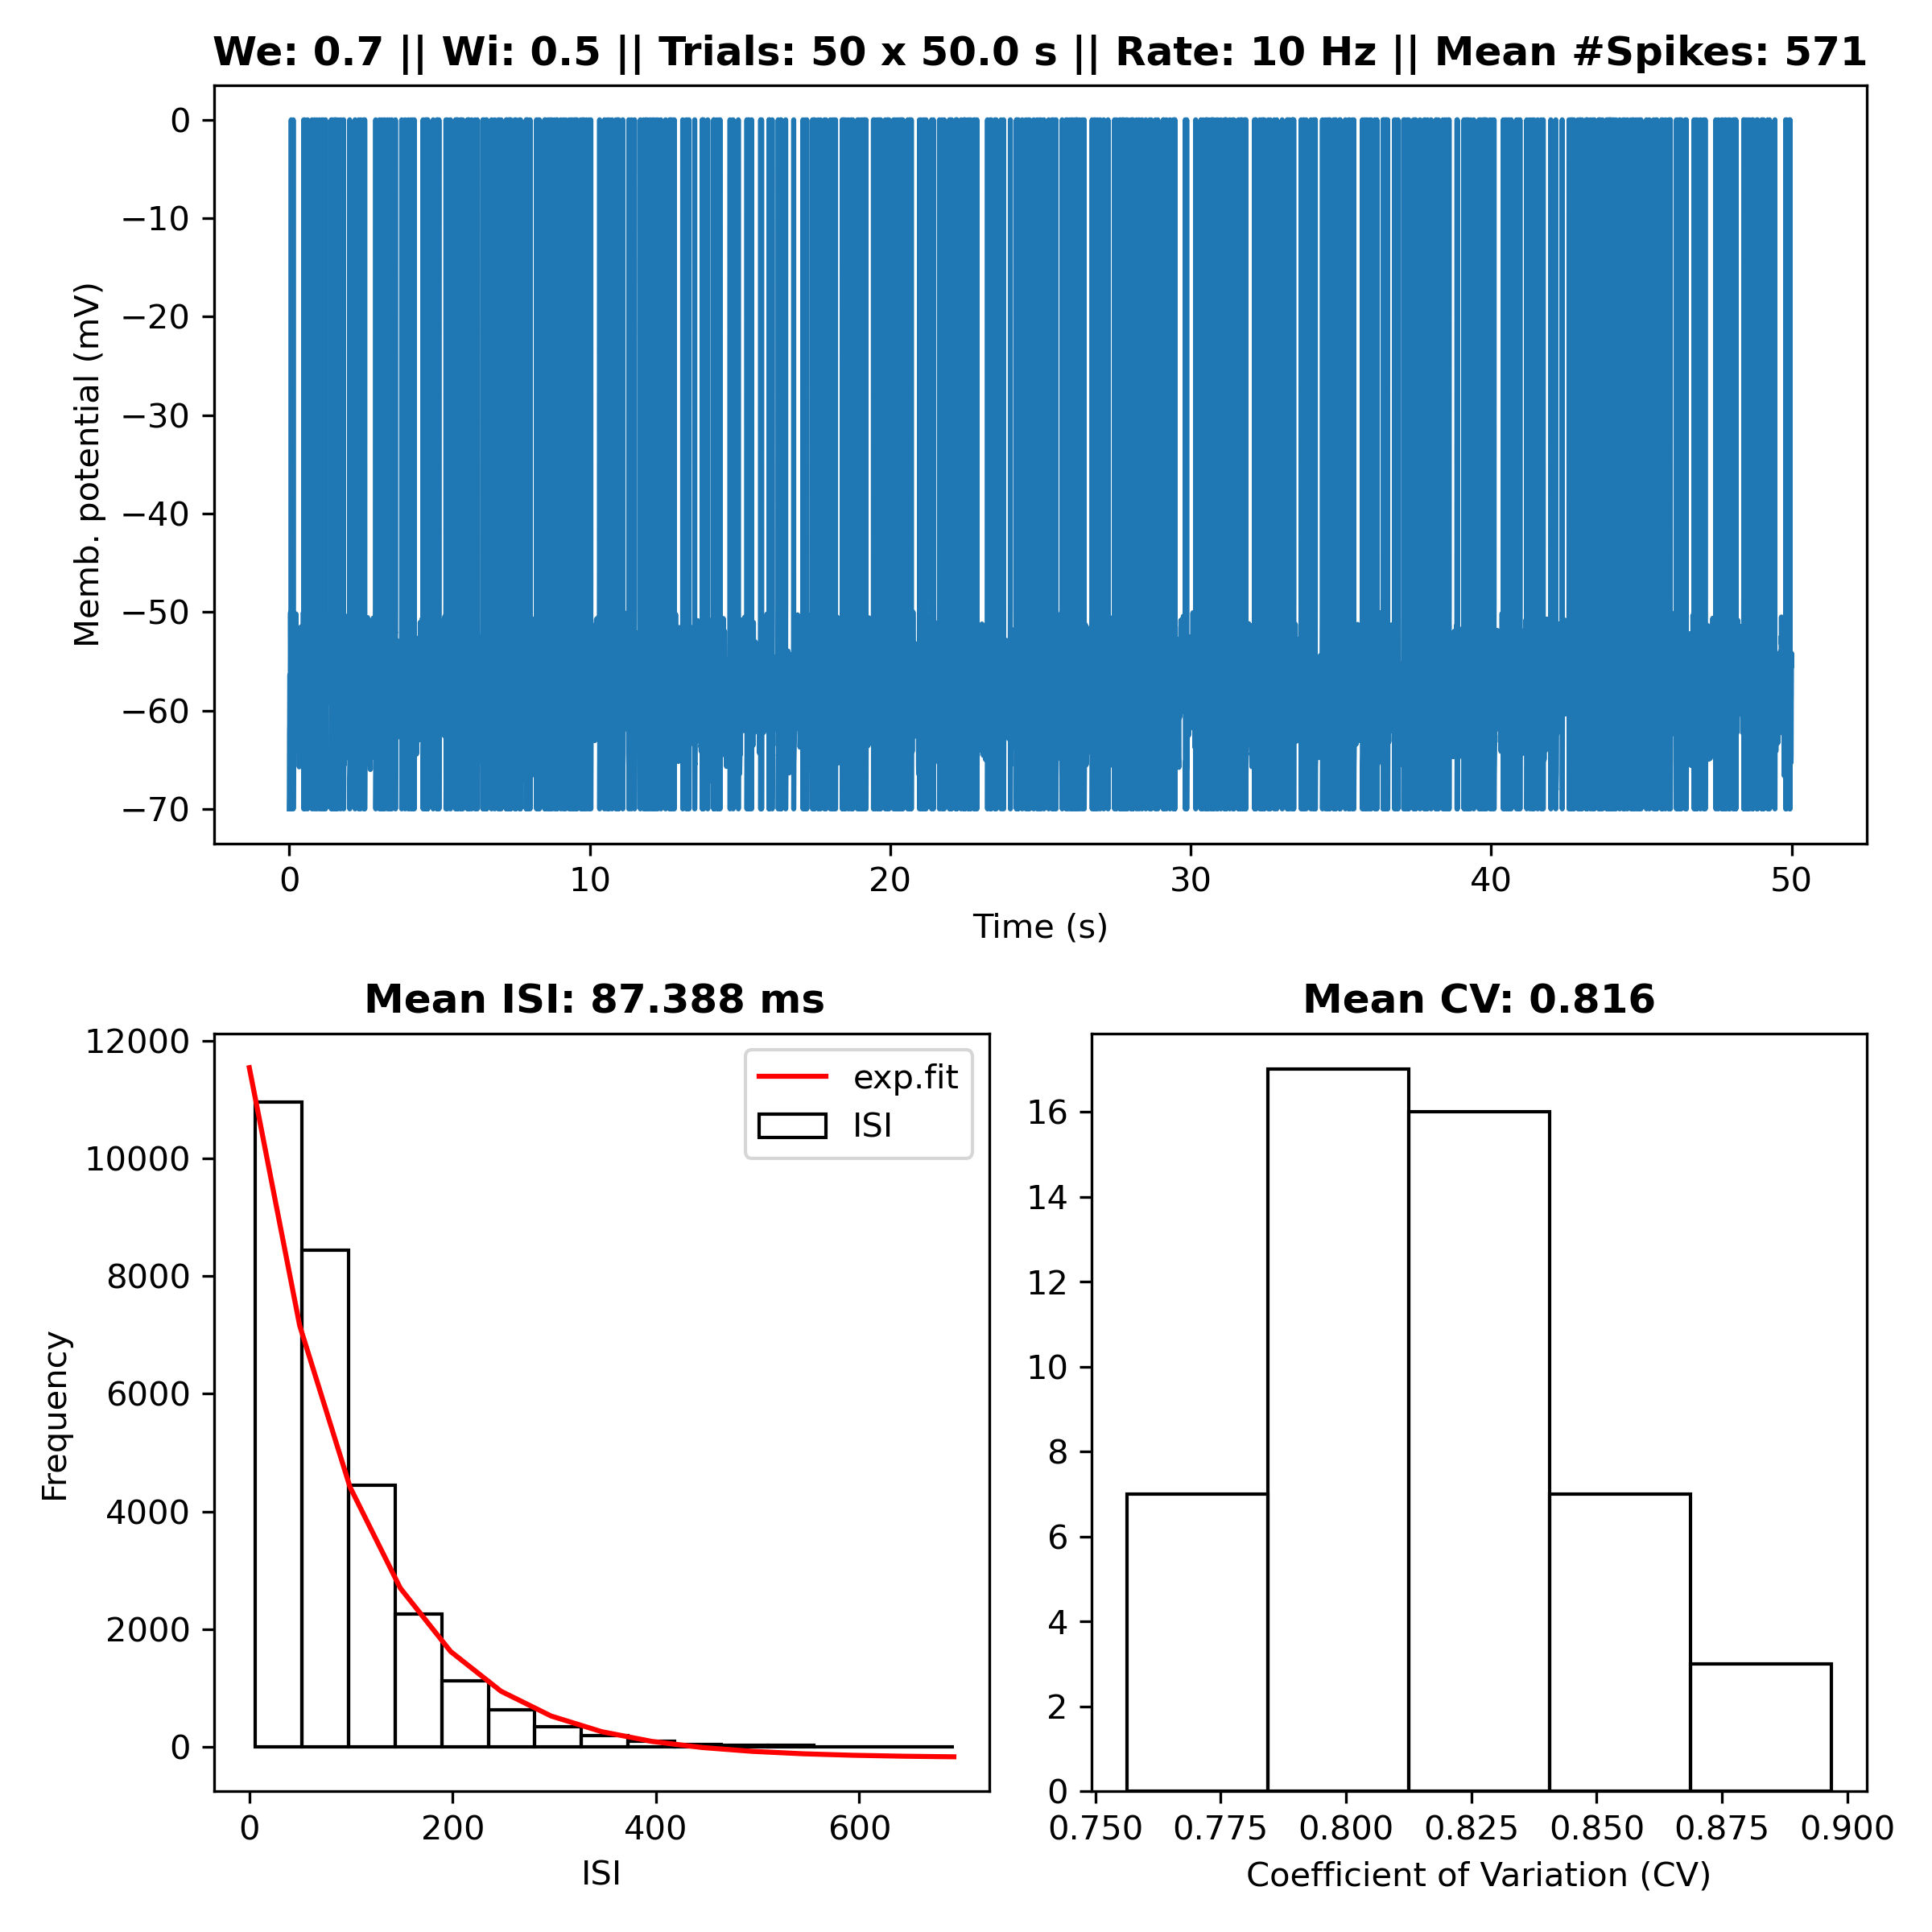 We: 0.7 || Wi: 0.5 || Trials: 50 x 50.0 s || Rate: 10 Hz || Mean #Spikes: 571
0
−10
−20
−30
−40
−50
−60
−70
Memb. potential (mV)
0 10 20 30 40 50
Time (s)
Mean ISI: 87.388 ms
12000
10000
8000
6000
4000
2000
0
Frequency
exp.fit
ISI
0 200 400 600
ISI
Mean CV: 0.816
16
14
12
10
8
6
4
2
0
0.750 0.775 0.800 0.825 0.850 0.875 0.900
Coefficient of Variation (CV)